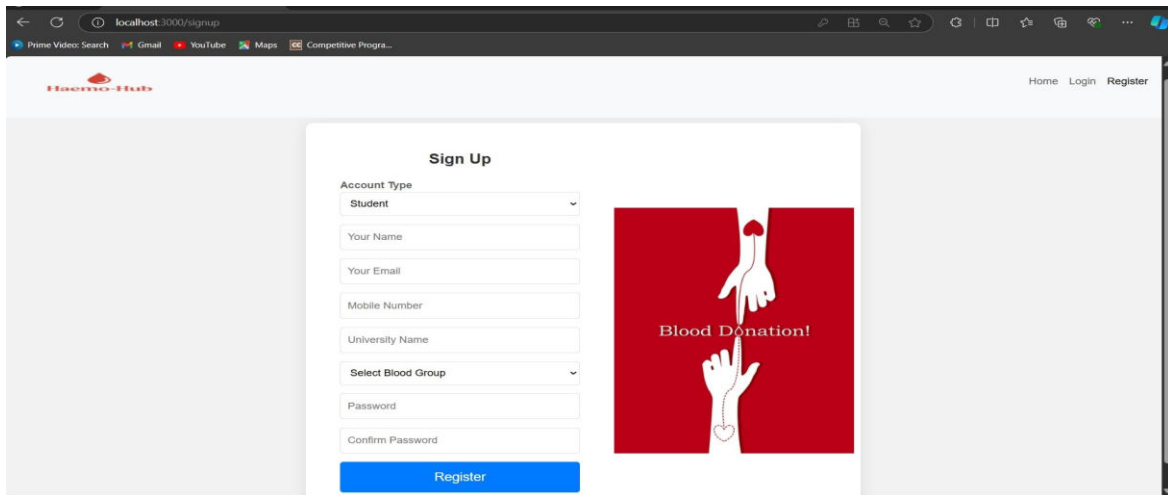 localhost:3000/signup
Prime Video: Search Gmail YouTube Maps CC Competitive Progra...
Haemo-Hub
Home Login Register
Sign Up
Account Type
Student
Your Name
Your Email
Mobile Number
University Name
Select Blood Group
Password
Confirm Password
Register
Blood Donation!